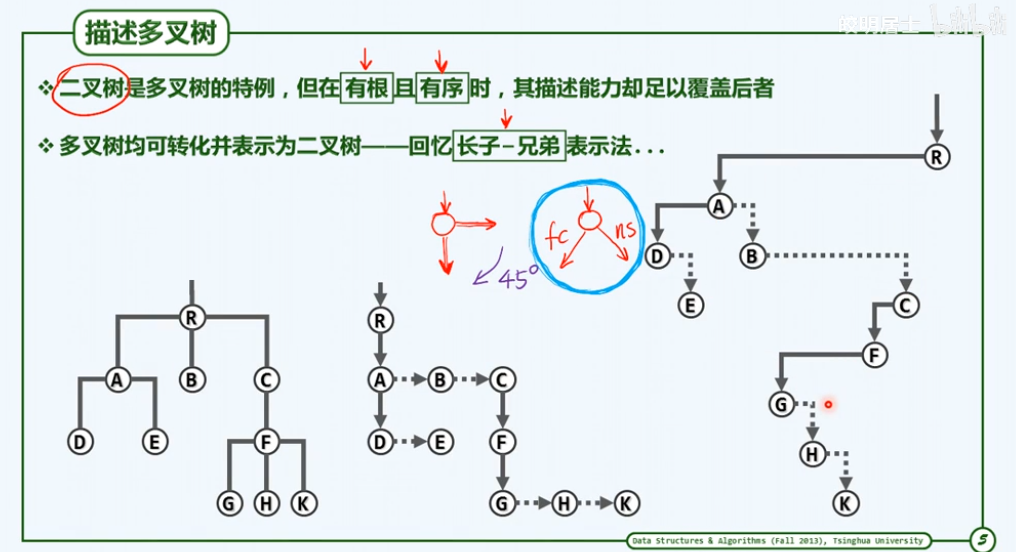 描述多叉树
❖ 二叉树是多叉树的特例，但在有根且有序时，其描述能力却足以覆盖后者
❖ 多叉树均可转化并表示为二叉树——回忆长子-兄弟表示法...
fc ns
45°
R
A B C
D E F
G H K
R
A B C
D E F
G H K
R
A
D B
E C
F
G
H
K
Data Structures & Algorithms (Fall 2013), Tsinghua University
5